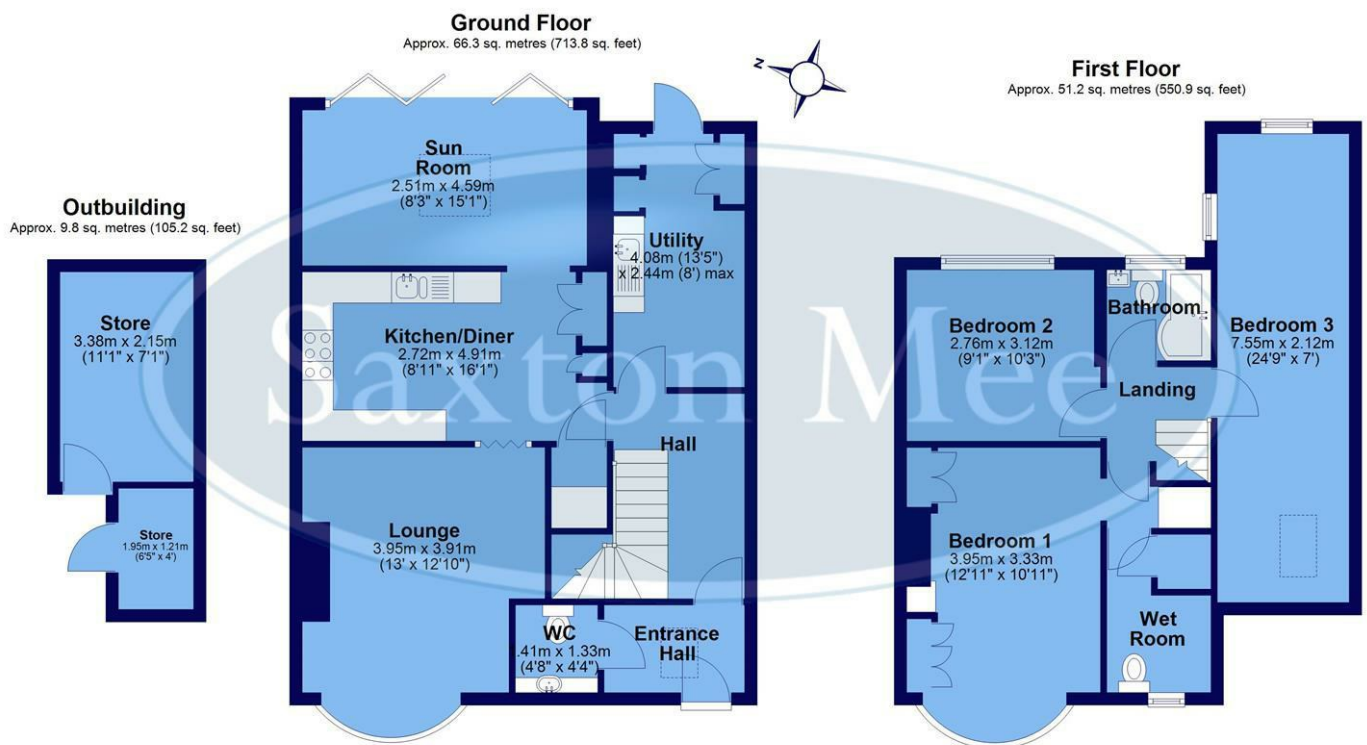 Ground Floor
Approx. 66.3 sq. metres (713.8 sq. feet)
Sun
Room
2.51m x 4.59m
(8'3" x 15'1")
Utility
4.08m (13'5")
x 2.44m (8') max
Kitchen/Diner
2.72m x 4.91m
(8'11" x 16'1")
Hall
Lounge
3.95m x 3.91m
(13' x 12'10")
WC
.41m x 1.33m
(4'8" x 4'4")
Entrance
Hall
Outbuilding
Approx. 9.8 sq. metres (105.2 sq. feet)
Store
3.38m x 2.15m
(11'1" x 7'1")
Store
1.95m x 1.21m
(6'5" x 4')
N
First Floor
Approx. 51.2 sq. metres (550.9 sq. feet)
Bathroom
Bedroom 2
2.76m x 3.12m
(9'1" x 10'3")
Bedroom 3
7.55m x 2.12m
(24'9" x 7')
Landing
Bedroom 1
3.95m x 3.33m
(12'11" x 10'11")
Wet
Room
Saxton Mee